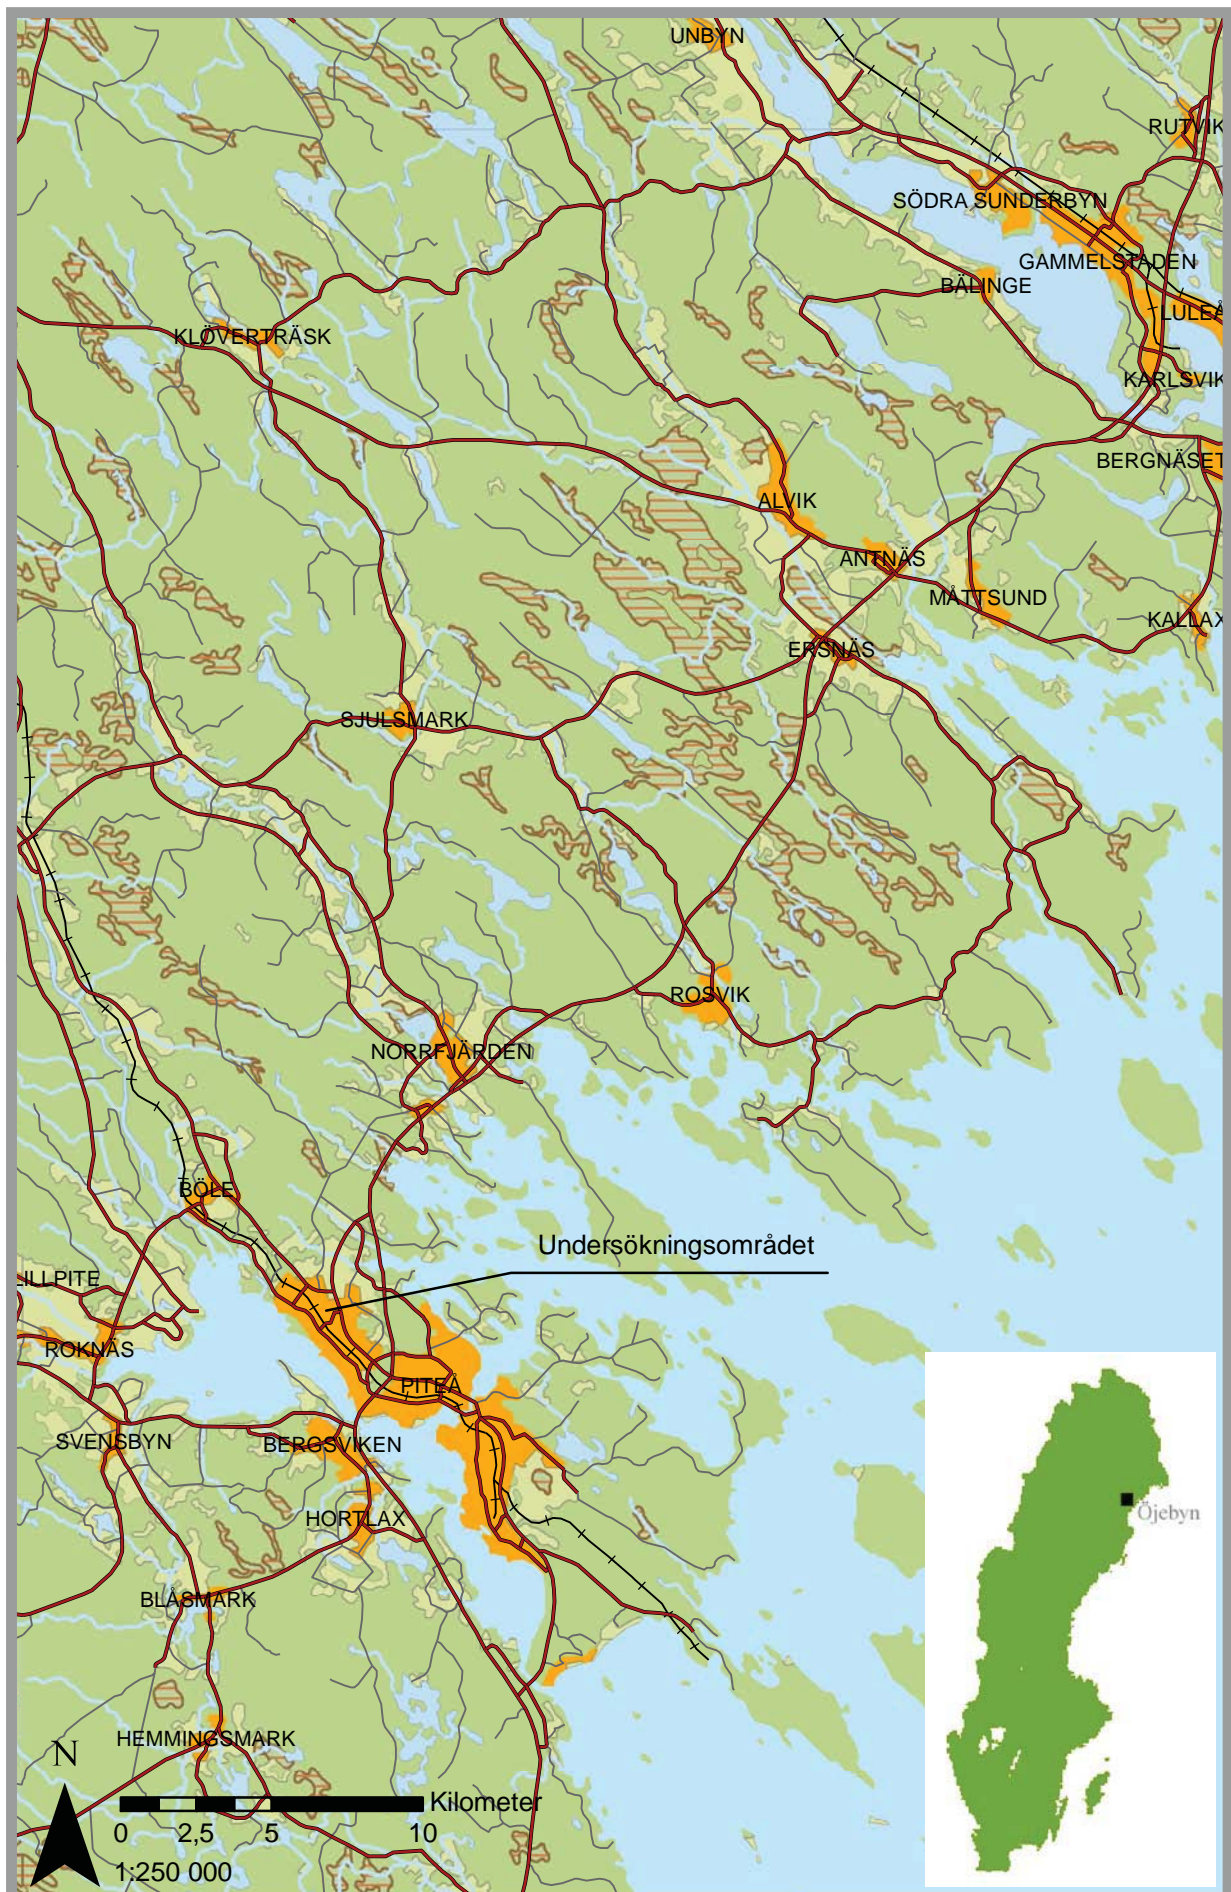 UNBYN
RUTVIK
SÖDRA SUNDERBYN
GAMMELSTADEN
BÄLINGE
LULEÅ
KLÖVERTRÄSK
KARLSVIK
BERGNÄSET
ALVIK
ANTNÄS
MÅTTSUND
KALLAX
ERSNÄS
SJULSMARK
ROSVIK
NORRFJÄRDEN
BÖLE
Undersökningsområdet
LILLPITE
ROKNÄS
PITEÅ
SVENSBYN
BERGSVIKEN
HORTLAX
Öjebyn
BLÅSMARK
HEMMINGSMARK
N
Kilometer
0 2,5 5 10
1:250 000